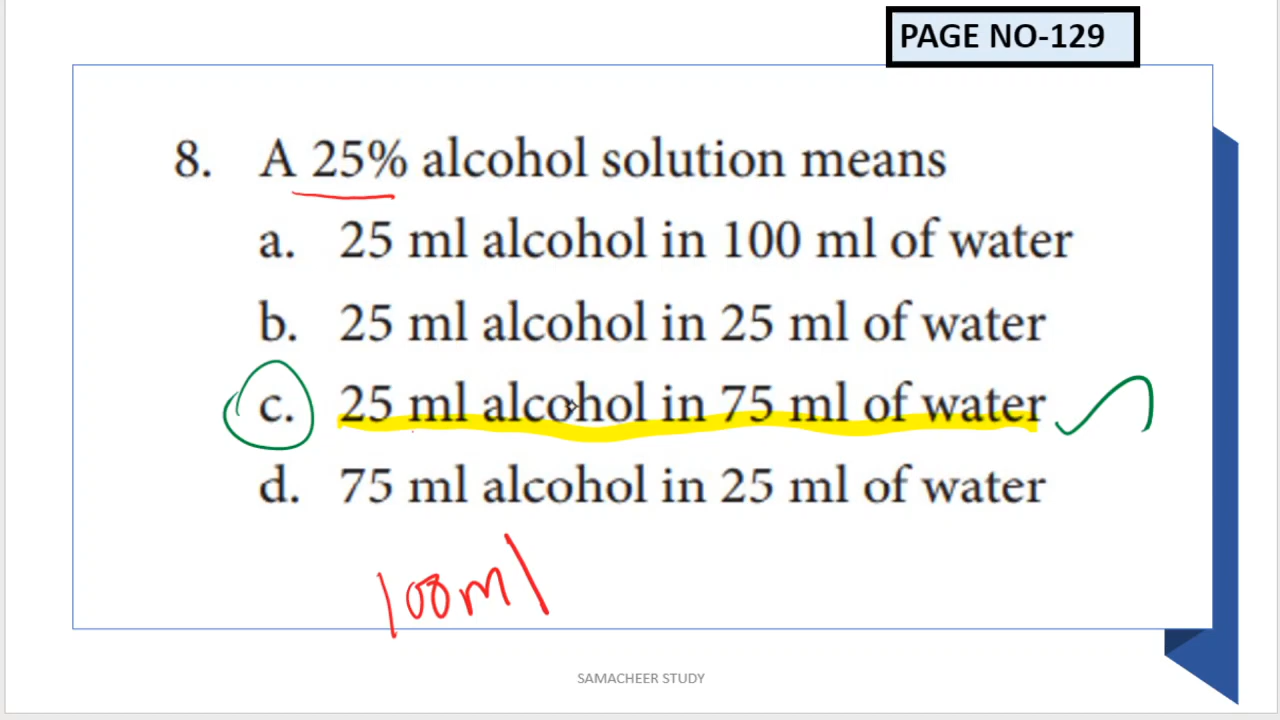 PAGE NO-129
8. A 25% alcohol solution means
a. 25 ml alcohol in 100 ml of water
b. 25 ml alcohol in 25 ml of water
c. 25 ml alcohol in 75 ml of water
d. 75 ml alcohol in 25 ml of water
100ml
SAMACHEER STUDY